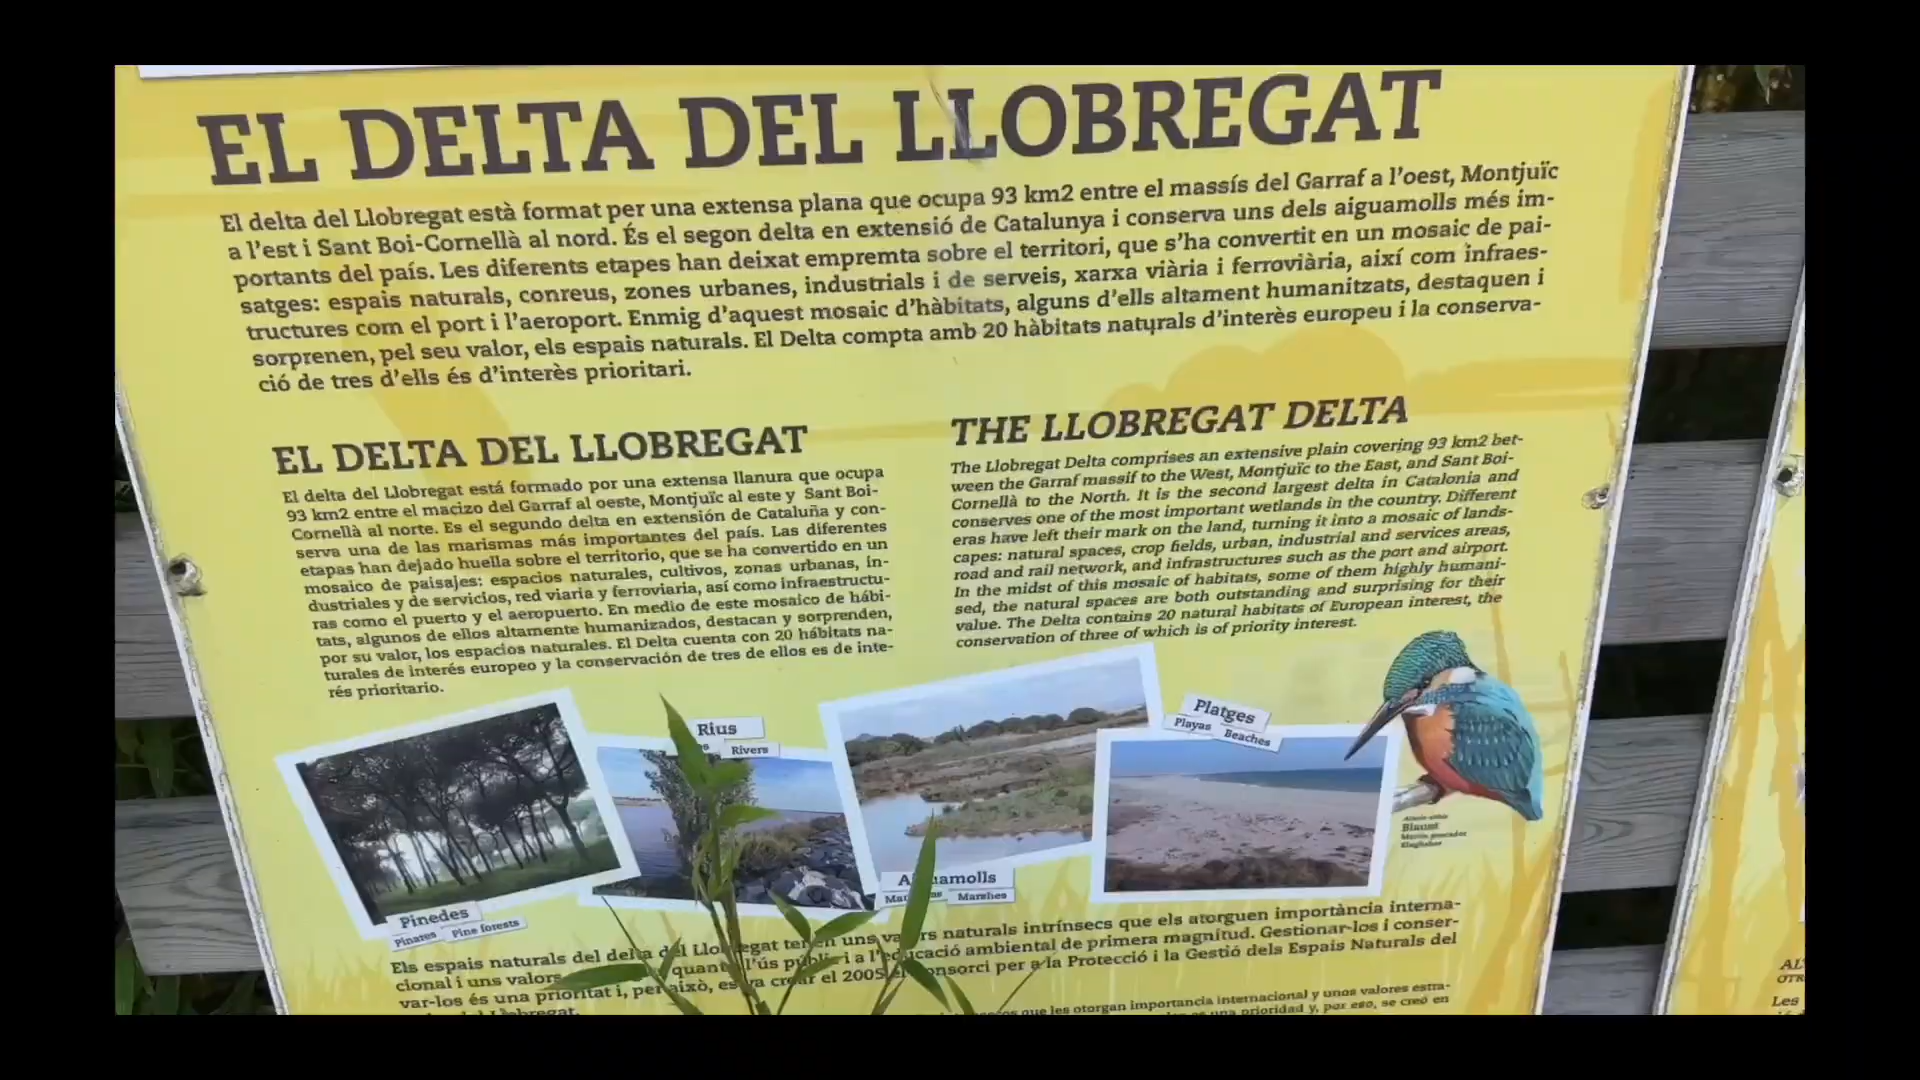 EL DELTA DEL LLOBREGAT
El delta del Llobregat està format per una extensa plana que ocupa 93 km2 entre el massís del Garraf a l'oest, Montjuïc
a l'est i Sant Boi-Cornellà al nord. És el segon delta en extensió de Catalunya i conserva uns dels aiguamolls més im-
portants del país. Les diferents etapes han deixat empremta sobre el territori, que s'ha convertit en un mosaic de pai-
satges: espais naturals, conreus, zones urbanes, industrials i de serveis, xarxa viària i ferroviària, així com infraes-
tructures com el port i l'aeroport. Enmig d'aquest mosaic d'hàbitats, alguns d'ells altament humanitzats, destaquen i
sorprenen, pel seu valor, els espais naturals. El Delta compta amb 20 hàbitats naturals d'interès europeu i la conserva-
ció de tres d'ells és d'interès prioritari.
EL DELTA DEL LLOBREGAT
El delta del Llobregat está formado por una extensa llanura que ocupa
93 km2 entre el macizo del Garraf al oeste, Montjuïc al este y Sant Boi-
Cornellà al norte. Es el segundo delta en extensión de Cataluña y con-
serva una de las marismas más importantes del país. Las diferentes
etapas han dejado huella sobre el territorio, que se ha convertido en un
mosaico de paisajes: espacios naturales, cultivos, zonas urbanas, in-
dustriales y de servicios, red viaria y ferroviaria, así como infraestructu-
ras como el puerto y el aeropuerto. En medio de este mosaico de hábi-
tats, algunos de ellos altamente humanizados, destacan y sorprenden,
por su valor, los espacios naturales. El Delta cuenta con 20 hábitats na-
turales de interés europeo y la conservación de tres de ellos es de inte-
rés prioritario.
THE LLOBREGAT DELTA
The Llobregat Delta comprises an extensive plain covering 93 km2 bet-
ween the Garraf massif to the West, Montjuïc to the East, and Sant Boi-
Cornellà to the North. It is the second largest delta in Catalonia and
conserves one of the most important wetlands in the country. Different
eras have left their mark on the land, turning it into a mosaic of lands-
capes: natural spaces, crop fields, urban, industrial and services areas,
road and rail network, and infrastructures such as the port and airport.
In the midst of this mosaic of habitats, some of them highly humani-
sed, the natural spaces are both outstanding and surprising for their
value. The Delta contains 20 natural habitats of European interest, the
conservation of three of which is of priority interest.
Pinedes
Pinares Pine forests
Rius
Rivers
Marshes
Platges
Playas Beaches
Blauet
Els espais naturals del delta del Llobregat tenen uns valors naturals intrínsecs que els atorguen importància interna-
cional i uns valors quant l'ús públic i a l'educació ambiental de primera magnitud. Gestionar-los i conser-
var-los és una prioritat i, per això, es va crear el 2005 el Consorci per a la Protecció i la Gestió dels Espais Naturals del
Llobregat.
que les otorgan importancia internacional y unos valores estra-
una prioridad y, por eso, se creó en
Les